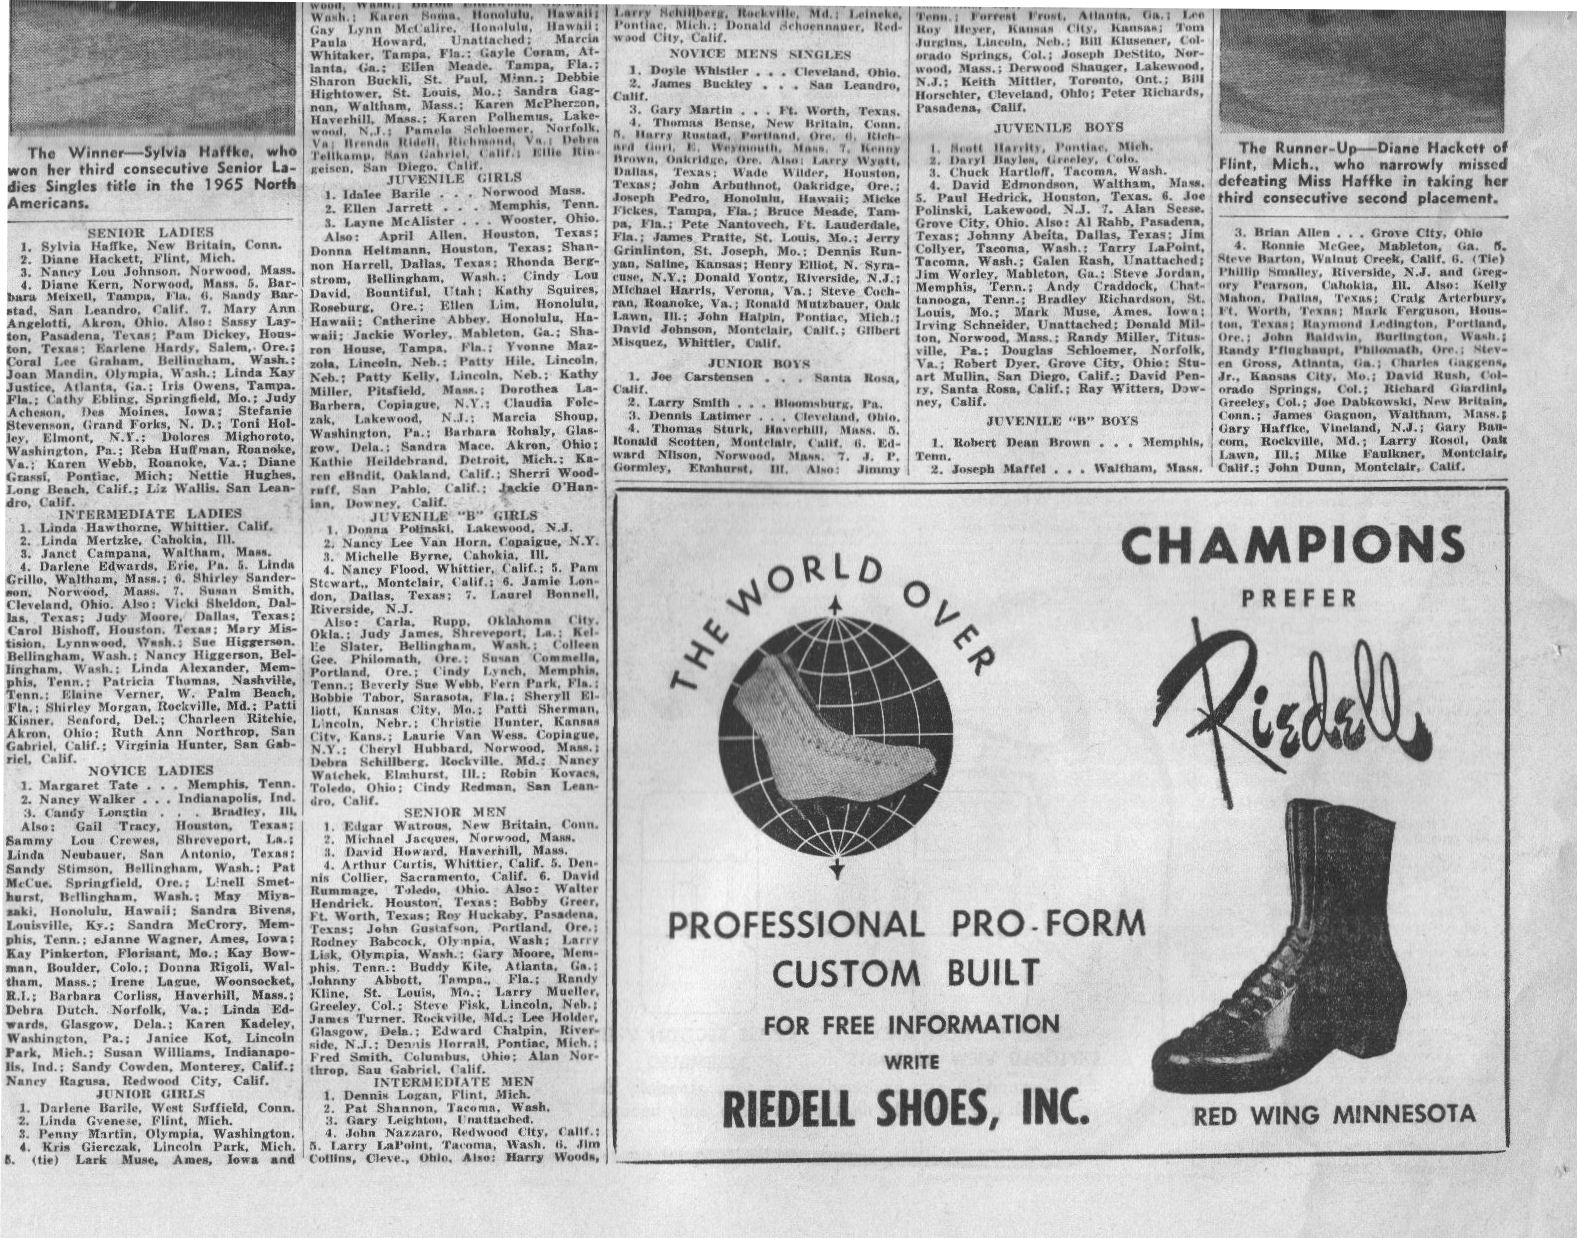 The Winner—Sylvia Haffke, who
won her third consecutive Senior La-
dies Singles title in the 1965 North
Americans.
SENIOR LADIES
1. Sylvia Haffke, New Britain, Conn.
2. Diane Hackett, Flint, Mich.
3. Nancy Lou Johnson, Norwood, Mass.
4. Diane Kern, Norwood, Mass. 5. Bar-
bara Meixell, Tampa, Fla. 6. Sandy Bar-
stad, San Leandro, Calif. 7. Mary Ann
Angelotti, Akron, Ohio. Also: Sassy Lay-
ton, Pasadena, Texas; Pam Dickey, Hous-
ton, Texas; Earlene Hardy, Salem, Ore.;
Coral Lee Graham, Bellingham, Wash.;
Joan Mandin, Olympia, Wash.; Linda Kay
Justice, Atlanta, Ga.; Iris Owens, Tampa,
Fla.; Cathy Ebling, Springfield, Mo.; Judy
Acheson, Des Moines, Iowa; Stefanie
Stevenson, Grand Forks, N. D.; Toni Hol-
ley, Elmont, N.Y.; Dolores Mighoroto,
Washington, Pa.; Reba Huffman, Roanoke,
Va.; Karen Webb, Roanoke, Va.; Diane
Grassi, Pontiac, Mich; Nettie Hughes,
Long Beach, Calif.; Liz Wallis, San Lean-
dro, Calif.
INTERMEDIATE LADIES
1. Linda Hawthorne, Whittier, Calif.
2. Linda Mertzke, Cahokia, Ill.
3. Janet Campana, Waltham, Mass.
4. Darlene Edwards, Erie, Pa. 5. Linda
Grillo, Waltham, Mass.; 6. Shirley Sander-
son, Norwood, Mass. 7. Susan Smith,
Cleveland, Ohio. Also: Vicki Sheldon, Dal-
las, Texas; Judy Moore, Dallas, Texas;
Carol Bishoff, Houston, Texas; Mary Mis-
tision, Lynnwood, Wash.; Sue Higgerson,
Bellingham, Wash.; Nancy Higgerson, Bel-
lingham, Wash.; Linda Alexander, Mem-
phis, Tenn.; Patricia Thomas, Nashville,
Tenn.; Elaine Verner, W. Palm Beach,
Fla.; Shirley Morgan, Rockville, Md.; Patti
Kisner, Seaford, Del.; Charleen Ritchie,
Akron, Ohio; Ruth Ann Northrop, San
Gabriel, Calif.; Virginia Hunter, San Gab-
riel, Calif.
NOVICE LADIES
1. Margaret Tate . . . Memphis, Tenn.
2. Nancy Walker . . . Indianapolis, Ind.
3. Candy Longtin . . . Bradley, Ill.
Also: Gail Tracy, Houston, Texas;
Sammy Lou Crewes, Shreveport, La.;
Linda Neubauer, San Antonio, Texas;
Sandy Stimson, Bellingham, Wash.; Pat
McCue, Springfield, Ore.; Linell Smet-
hurst, Bellingham, Wash.; May Miya-
zaki, Honolulu, Hawaii; Sandra Bivens,
Louisville, Ky.; Sandra McCrory, Mem-
phis, Tenn.; eJanne Wagner, Ames, Iowa;
Kay Pinkerton, Florisant, Mo.; Kay Bow-
man, Boulder, Colo.; Donna Rigoli, Wal-
tham, Mass.; Irene Lague, Woonsocket,
R.I.; Barbara Corliss, Haverhill, Mass.;
Debra Dutch, Norfolk, Va.; Linda Ed-
wards, Glasgow, Dela.; Karen Kadeley,
Washington, Pa.; Janice Kot, Lincoln
Park, Mich.; Susan Williams, Indianapo-
lis, Ind.; Sandy Cowden, Monterey, Calif.;
Nancy Ragusa, Redwood City, Calif.
JUNIOR GIRLS
1. Darlene Barile, West Suffield, Conn.
2. Linda Gyenese, Flint, Mich.
3. Penny Martin, Olympia, Washington.
4. Kris Gierczak, Lincoln Park, Mich.
5. (tie) Lark Muse, Ames, Iowa and
Wash.; Karen Suma, Honolulu, Hawaii;
Gay Lynn McCalire, Honolulu, Hawaii;
Paula Howard, Unattached; Marcia
Whitaker, Tampa, Fla.; Gayle Coram, At-
lanta, Ga.; Ellen Meade, Tampa, Fla.;
Sharon Buckli, St. Paul, Minn.; Debbie
Hightower, St. Louis, Mo.; Sandra Gag-
non, Waltham, Mass.; Karen McPherzon,
Haverhill, Mass.; Karen Polhemus, Lake-
wood, N.J.; Pamela Schloemer, Norfolk,
Va; Brenda Ridell, Richmond, Va.; Debra
Tellkamp, San Gabriel, Calif.; Ellie Rin-
geisen, San Diego, Calif.
JUVENILE GIRLS
1. Idalee Barile . . . Norwood Mass.
2. Ellen Jarrett . . . Memphis, Tenn.
3. Layne McAlister . . . Wooster, Ohio.
Also: April Allen, Houston, Texas;
Donna Heltmann, Houston, Texas; Shan-
non Harrell, Dallas, Texas; Rhonda Berg-
strom, Bellingham, Wash.; Cindy Lou
David, Bountiful, Utah; Kathy Squires,
Roseburg, Ore.; Ellen Lim, Honolulu,
Hawaii; Catherine Abbey, Honolulu, Ha-
waii; Jackie Worley, Mableton, Ga.; Sha-
ron House, Tampa, Fla.; Yvonne Maz-
zola, Lincoln, Neb.; Patty Hile, Lincoln,
Neb.; Patty Kelly, Lincoln, Neb.; Kathy
Miller, Pitsfield, Mass.; Dorothea La-
Barbera, Copiague, N.Y.; Claudia Folc-
zak, Lakewood, N.J.; Marcia Shoup,
Washington, Pa.; Barbara Rohaly, Glas-
gow, Dela.; Sandra Mace, Akron, Ohio;
Kathie Heildebrand, Detroit, Mich.; Ka-
ren eBndit, Oakland, Calif.; Sherri Wood-
ruff, San Pablo, Calif.; Jackie O'Han-
ian, Downey, Calif.
JUVENILE "B" GIRLS
1. Donna Polinski, Lakewood, N.J.
2. Nancy Lee Van Horn, Copaigue, N.Y.
3. Michelle Byrne, Cahokia, Ill.
4. Nancy Flood, Whittier, Calif.; 5. Pam
Stewart,, Montclair, Calif.; 6. Jamie Lon-
don, Dallas, Texas; 7. Laurel Bonnell,
Riverside, N.J.
Also: Carla, Rupp, Oklahoma City,
Okla.; Judy James, Shreveport, La.; Kel-
lie Slater, Bellingham, Wash.; Colleen
Gee, Philomath, Ore.; Susan Commella,
Portland, Ore.; Cindy Lynch, Memphis,
Tenn.; Beverly Sue Webb, Fern Park, Fla.;
Bobbie Tabor, Sarasota, Fla.; Sheryll El-
liott, Kansas City, Mo.; Patti Sherman,
Lincoln, Nebr.; Christie Hunter, Kansas
City, Kans.; Laurie Van Wess, Copiague,
N.Y.; Cheryl Hubbard, Norwood, Mass.;
Debra Schillberg, Rockville, Md.; Nancy
Watchek, Elmhurst, Ill.; Robin Kovacs,
Toledo, Ohio; Cindy Redman, San Lean-
dro, Calif.
SENIOR MEN
1. Edgar Watrous, New Britain, Conn.
2. Michael Jacques, Norwood, Mass.
3. David Howard, Haverhill, Mass.
4. Arthur Curtis, Whittier, Calif. 5. Den-
nis Collier, Sacramento, Calif. 6. David
Rummage, Toledo, Ohio. Also: Walter
Hendrick, Houston, Texas; Bobby Greer,
Ft. Worth, Texas; Roy Huckaby, Pasadena,
Texas; John Gustafson, Portland, Ore.;
Rodney Babcock, Olympia, Wash; Larry
Lisk, Olympia, Wash.; Gary Moore, Mem-
phis, Tenn.; Buddy Kile, Atlanta, Ga.;
Johnny Abbott, Tampa,, Fla.; Randy
Kline, St. Louis, Mo.; Larry Mueller,
Greeley, Col.; Steve Fisk, Lincoln, Neb.;
James Turner, Rockville, Md.; Lee Holder,
Glasgow, Dela.; Edward Chalpin, River-
side, N.J.; Dennis Horrall, Pontiac, Mich.;
Fred Smith, Columbus, Ohio; Alan Nor-
throp, Sau Gabriel, Calif.
INTERMEDIATE MEN
1. Dennis Logan, Flint, Mich.
2. Pat Shannon, Tacoma, Wash.
3. Gary Leighton, Unattached.
4. John Nazzaro, Redwood City, Calif.;
5. Larry LaPoint, Tacoma, Wash. 6. Jim
Collins, Cleve., Ohio. Also: Harry Woods,
Larry Schillberg, Rockville, Md.; Leineke,
Pontiac, Mich.; Donald Schoennauer, Red-
wood City, Calif.
NOVICE MENS SINGLES
1. Doyle Whistler . . . Cleveland, Ohio.
2. James Buckley . . . San Leandro,
Calif.
3. Gary Martin . . . Ft. Worth, Texas.
4. Thomas Bense, New Britain, Conn.
5. Harry Rustad, Portland, Ore. 6. Rich-
ard Gorl, E. Weymouth, Mass. 7. Kenny
Brown, Oakridge, Ore. Also: Larry Wyatt,
Dallas, Texas; Wade Wilder, Houston,
Texas; John Arbuthnot, Oakridge, Ore.;
Joseph Pedro, Honolulu, Hawaii; Micke
Fickes, Tampa, Fla.; Bruce Meade, Tam-
pa, Fla.; Pete Nantovech, Ft. Lauderdale,
Fla.; James Pratte, St. Louis, Mo.; Jerry
Grinlinton, St. Joseph, Mo.; Dennis Run-
yan, Saline, Kansas; Henry Elliot, N. Syra-
cuse, N.Y.; Donald Yontz, Riverside, N.J.;
Michael Harris, Verona, Va.; Steve Coch-
ran, Roanoke, Va.; Ronald Mutzbauer, Oak
Lawn, Ill.; John Halpin, Pontiac, Mich.;
David Johnson, Montclair, Calif.; Gilbert
Misquez, Whittier, Calif.
JUNIOR BOYS
1. Joe Carstensen . . . Santa Rosa,
Calif.
2. Larry Smith . . . Bloomsburg, Pa.
3. Dennis Latimer . . . Cleveland, Ohio.
4. Thomas Sturk, Haverhill, Mass. 5.
Ronald Scotten, Montclair, Calif. 6. Ed-
ward Nilson, Norwood, Mass. 7. J. P.
Gormley, Elmhurst, Ill. Also: Jimmy
Tenn.; Forrest Frost, Atlanta, Ga.; Leo
Roy Heyer, Kansas City, Kansas; Tom
Jurgins, Lincoln, Neb.; Bill Klusener, Col-
orado Springs, Col.; Joseph DeStito, Nor-
wood, Mass.; Derwood Shauger, Lakewood,
N.J.; Keith Mittler, Toronto, Ont.; Bill
Horschler, Cleveland, Ohio; Peter Richards,
Pasadena, Calif.
JUVENILE BOYS
1. Scott Harrity, Pontiac, Mich.
2. Daryl Bayles, Greeley, Colo.
3. Chuck Hartloff, Tacoma, Wash.
4. David Edmondson, Waltham, Mass.
5. Paul Hedrick, Houston, Texas. 6. Joe
Polinski, Lakewood, N.J. 7. Alan Seese,
Grove City, Ohio. Also: Al Rahb, Pasadena,
Texas; Johnny Abeita, Dallas, Texas; Jim
Collyer, Tacoma, Wash.; Tarry LaPoint,
Tacoma, Wash.; Galen Rash, Unattached;
Jim Worley, Mableton, Ga.; Steve Jordan,
Memphis, Tenn.; Andy Craddock, Chat-
tanooga, Tenn.; Bradley Richardson, St.
Louis, Mo.; Mark Muse, Ames, Iowa;
Irving Schneider, Unattached; Donald Mil-
ton, Norwood, Mass.; Randy Miller, Titus-
ville, Pa.; Douglas Schloemer, Norfolk,
Va.; Robert Dyer, Grove City, Ohio; Stu-
art Mullin, San Diego, Calif.; David Pen-
ry, Santa Rosa, Calif.; Ray Witters, Dow-
ney, Calif.
JUVENILE "B" BOYS
1. Robert Dean Brown . . . Memphis,
Tenn.
2. Joseph Maffel . . . Waltham, Mass.
The Runner-Up—Diane Hackett of
Flint, Mich., who narrowly missed
defeating Miss Haffke in taking her
third consecutive second placement.
3. Brian Allen . . . Grove City, Ohio
4. Ronnie McGee, Mableton, Ga. 5.
Steve Barton, Walnut Creek, Calif. 6. (Tie)
Phillip Smalley, Riverside, N.J. and Greg-
ory Pearson, Cahokia, Ill. Also: Kelly
Mahon, Dallas, Texas; Craig Arterbury,
Ft. Worth, Texas; Mark Ferguson, Hous-
ton, Texas; Raymond Ledington, Portland,
Ore.; John Baldwin, Burlington, Wash.;
Randy Pflughaupt, Philomath, Ore.; Stev-
en Gross, Atlanta, Ga.; Charles Gaggens,
Jr., Kansas City, Mo.; David Rush, Col-
orado Springs, Col.; Richard Giardini,
Greeley, Col.; Joe Dabkowski, New Britain,
Conn.; James Gagnon, Waltham, Mass.;
Gary Haffke, Vineland, N.J.; Gary Bau-
com, Rockville, Md.; Larry Rosol, Oak
Lawn, Ill.; Mike Faulkner, Montclair,
Calif.; John Dunn, Montclair, Calif.
THE WORLD OVER
CHAMPIONS
PREFER
Riedell
PROFESSIONAL PRO-FORM
CUSTOM BUILT
FOR FREE INFORMATION
WRITE
RIEDELL SHOES, INC.
RED WING MINNESOTA